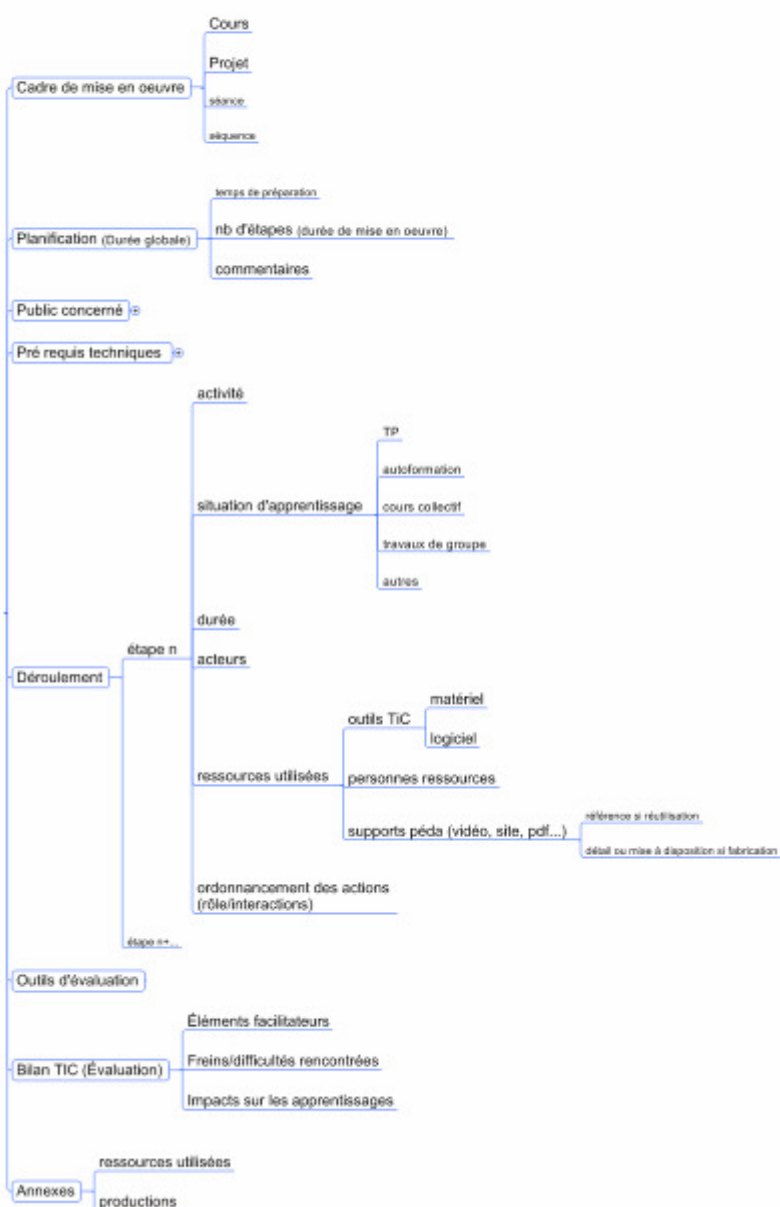 Cours
Projet
Cadre de mise en oeuvre
séance
séquence
temps de préparation
Planification (Durée globale)
nb d'étapes (durée de mise en oeuvre)
commentaires
Public concerné
Pré requis techniques
activité
TP
autoformation
situation d'apprentissage
cours collectif
travaux de groupe
autres
durée
étape n
acteurs
Déroulement
matériel
outils TiC
logiciel
ressources utilisées
personnes ressources
supports péda (vidéo, site, pdf...)
référence si réutilisation
détail ou mise à disposition si fabrication
ordonnancement des actions
(rôle/interactions)
étape n+...
Outils d'évaluation
Éléments facilitateurs
Bilan TIC (Évaluation)
Freins/difficultés rencontrées
Impacts sur les apprentissages
ressources utilisées
Annexes
productions